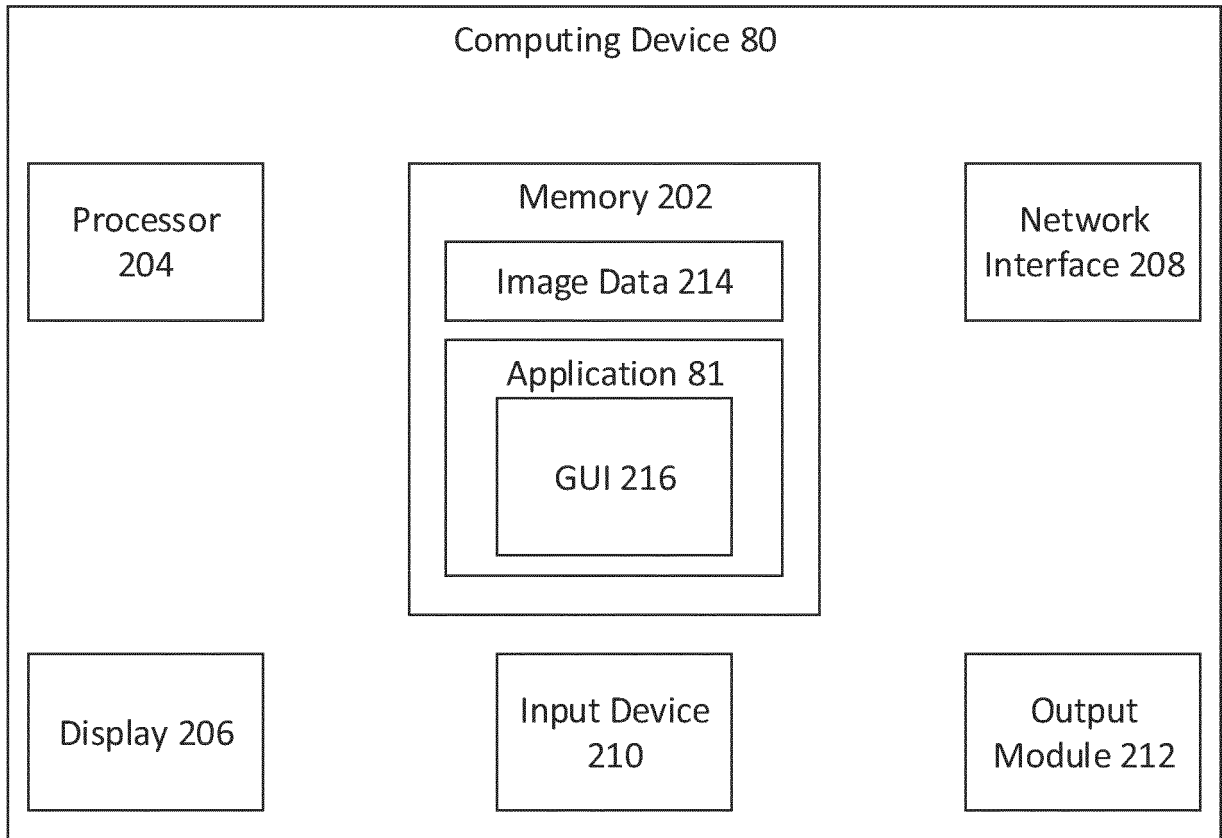 Computing Device 80
Processor
204
Memory 202
Image Data 214
Application 81
GUI 216
Network
Interface 208
Display 206
Input Device
210
Output
Module 212